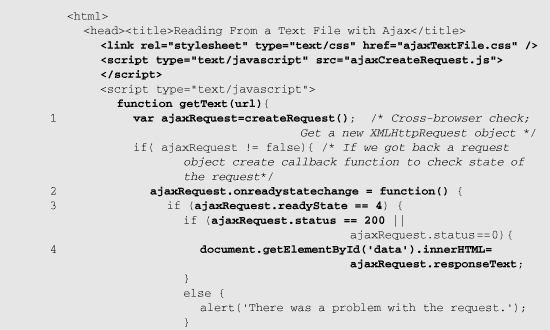 <html>
<head><title>Reading From a Text File with Ajax</title>
<link rel="stylesheet" type="text/css" href="ajaxTextFile.css" />
<script type="text/javascript" src="ajaxCreateRequest.js">
</script>
<script type="text/javascript">
function getText(url){
1 var ajaxRequest=createRequest(); /* Cross-browser check;
Get a new XMLHttpRequest object */
if( ajaxRequest != false){ /* If we got back a request
object create callback function to check state of
the request*/
2 ajaxRequest.onreadystatechange = function() {
3 if (ajaxRequest.readyState == 4) {
if (ajaxRequest.status == 200 ||
ajaxRequest.status==0){
4 document.getElementById('data').innerHTML=
ajaxRequest.responseText;
}
else {
alert('There was a problem with the request.');
}